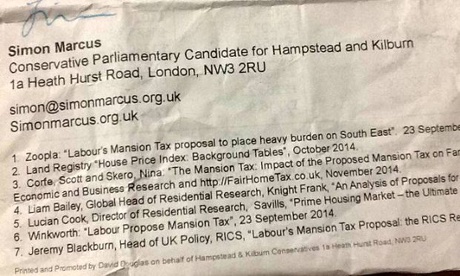 Simon Marcus
Conservative Parliamentary Candidate for Hampstead and Kilburn
1a Heath Hurst Road, London, NW3 2RU
simon@simonmarcus.org.uk
Simonmarcus.org.uk
1. Zoopla: “Labour’s Mansion Tax proposal to place heavy burden on South East”. 23 Septembe
2. Land Registry “House Price Index: Background Tables”, October 2014.
3. Corfe, Scott and Skero, Nina: “The Mansion Tax: Impact of the Proposed Mansion Tax on Fam
Economic and Business Research and http://FairHomeTax.co.uk, November 2014.
4. Liam Bailey, Global Head of Residential Research, Knight Frank, “An Analysis of Proposals for
5. Lucian Cook, Director of Residential Research, Savills, “Prime Housing Market – the Ultimate
6. Winkworth: “Labour Propose Mansion Tax”, 23 September 2014.
7. Jeremy Blackburn, Head of UK Policy, RICS, “Labour’s Mansion Tax Proposal: the RICS Re
Printed and Promoted by David Douglas on behalf of Hampstead & Kilburn Conservatives 1a Heath Hurst Road, NW3 2RU